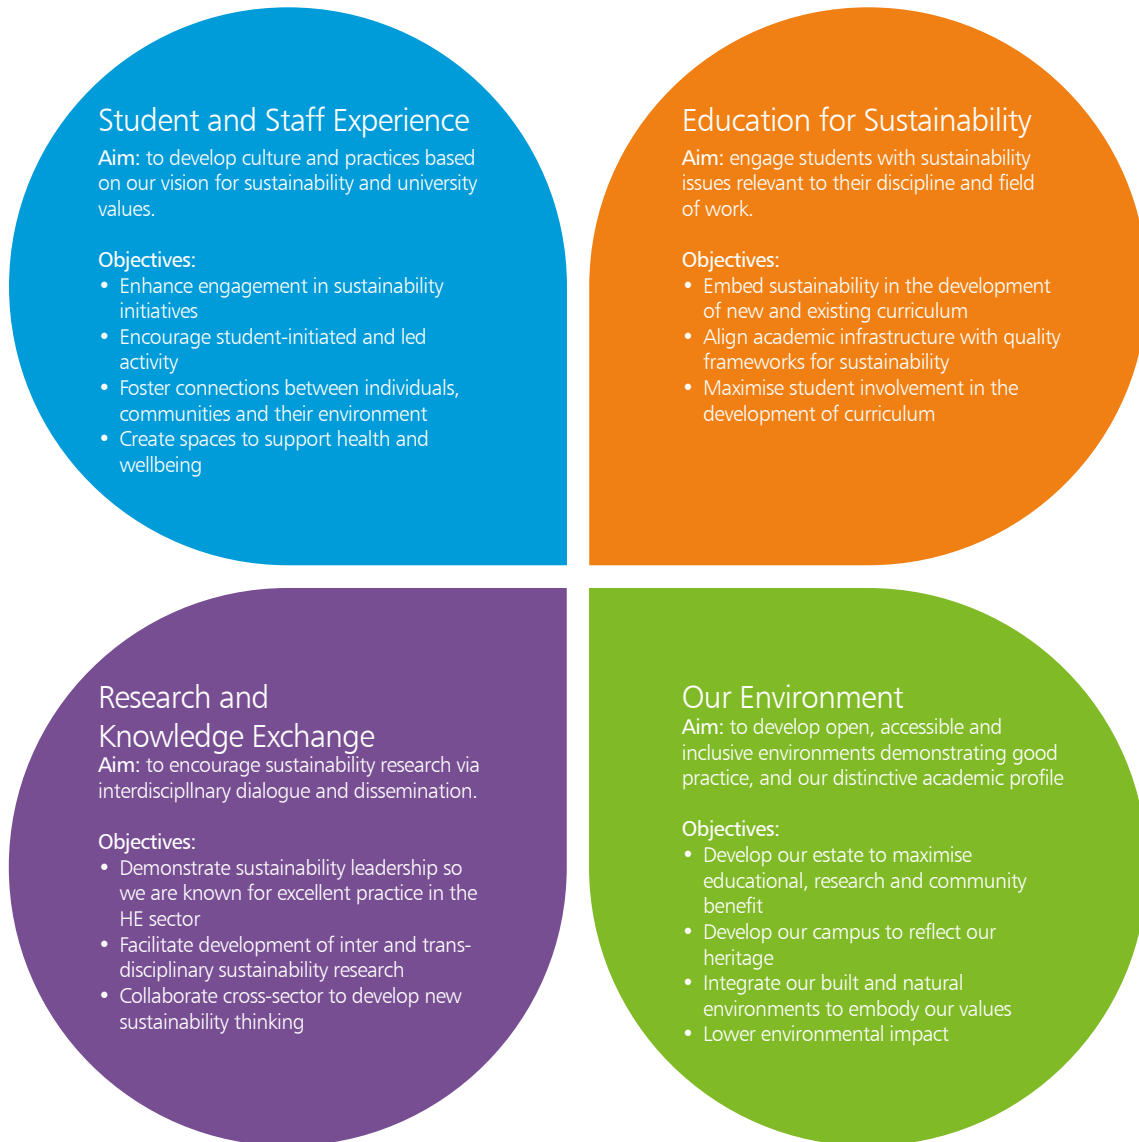 Student and Staff Experience
Aim: to develop culture and practices based
on our vision for sustainability and university
values.
Objectives:
• Enhance engagement in sustainability
initiatives
• Encourage student-initiated and led
activity
• Foster connections between individuals,
communities and their environment
• Create spaces to support health and
wellbeing
Education for Sustainability
Aim: engage students with sustainability
issues relevant to their discipline and field
of work.
Objectives:
• Embed sustainability in the development
of new and existing curriculum
• Align academic infrastructure with quality
frameworks for sustainability
• Maximise student involvement in the
development of curriculum
Research and
Knowledge Exchange
Aim: to encourage sustainability research via
interdiscipllnary dialogue and dissemination.
Objectives:
• Demonstrate sustainability leadership so
we are known for excellent practice in the
HE sector
• Facilitate development of inter and trans-
disciplinary sustainability research
• Collaborate cross-sector to develop new
sustainability thinking
Our Environment
Aim: to develop open, accessible and
inclusive environments demonstrating good
practice, and our distinctive academic profile
Objectives:
• Develop our estate to maximise
educational, research and community
benefit
• Develop our campus to reflect our
heritage
• Integrate our built and natural
environments to embody our values
• Lower environmental impact